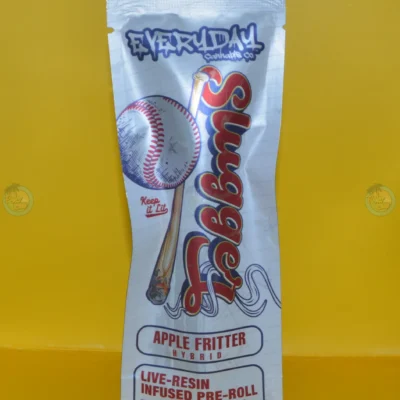 EVERYDAY
Cannabis Co
Slugger
Keep
it Lit
APPLE FRITTER
HYBRID
LIVE-RESIN
INFUSED PRE-ROLL